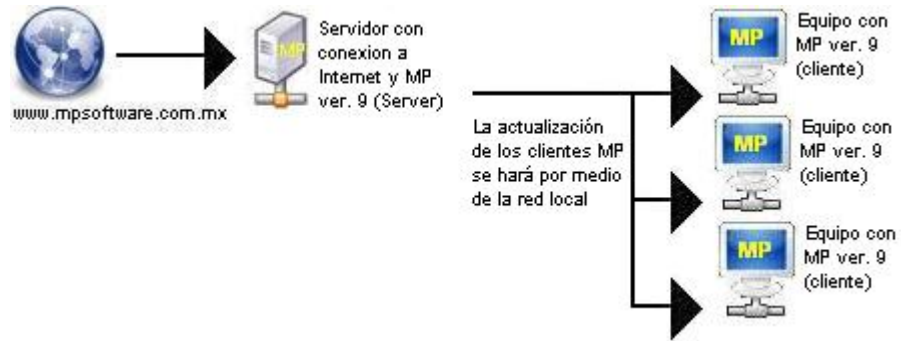 www.mpsoftware.com.mx
MP
Servidor con
conexion a
Internet y MP
ver. 9 (Server)
La actualización
de los clientes MP
se hará por medio
de la red local
MP
Equipo con
MP ver. 9
(cliente)
MP
Equipo con
MP ver. 9
(cliente)
MP
Equipo con
MP ver. 9
(cliente)